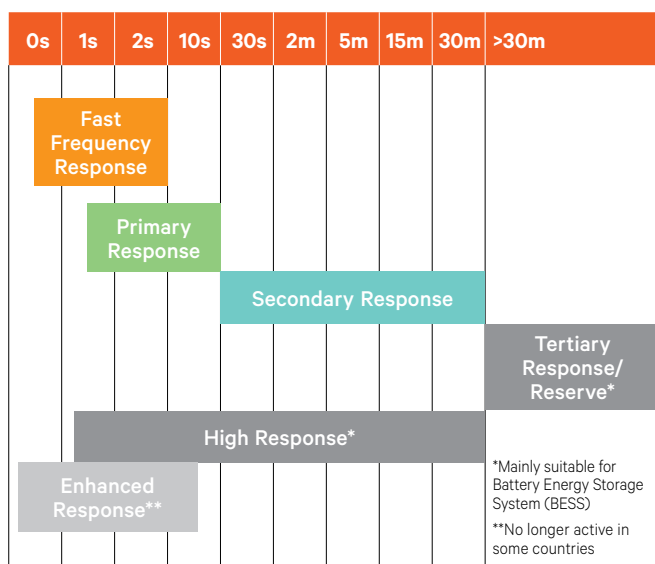 0s 1s 2s 10s 30s 2m 5m 15m 30m >30m
Fast
Frequency
Response
Primary
Response
Secondary Response
Tertiary
Response/
Reserve*
High Response*
Enhanced
Response**
*Mainly suitable for
Battery Energy Storage
System (BESS)
**No longer active in
some countries